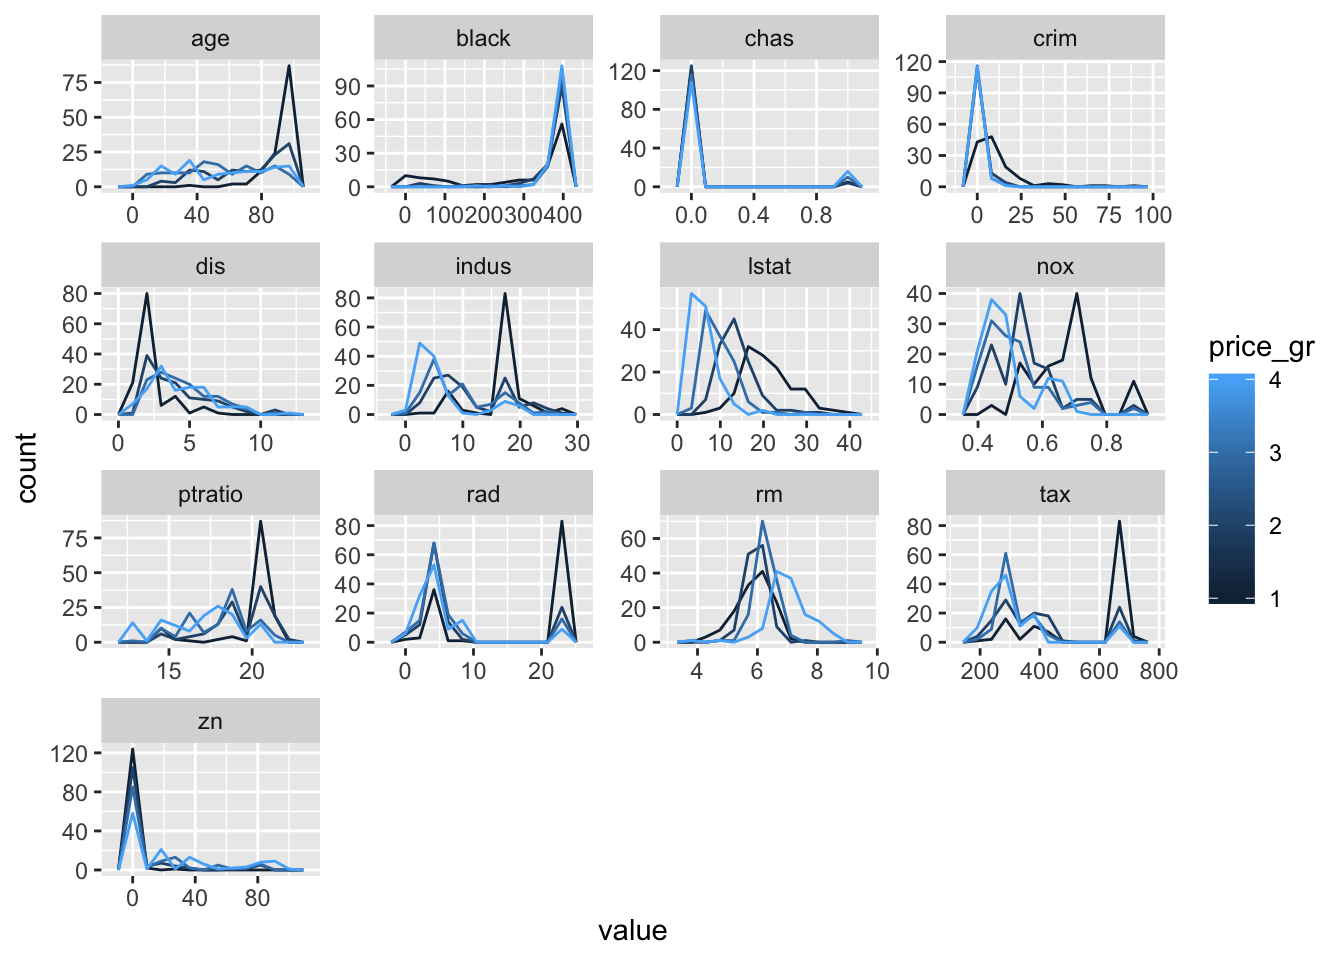 age black chas crim
75 50 25 0
90 60 30 0
120 80 40 0
120 90 60 30 0
0 40 80
0 100 200 300 400
0.0 0.4 0.8
0 25 50 75 100
dis indus lstat nox
80 60 40 20 0
80 60 40 20 0
40 20 0
40 30 20 10 0
0 5 10
0 10 20 30
0 10 20 30 40
0.4 0.6 0.8
ptratio rad rm tax
75 50 25 0
80 60 40 20 0
60 40 20 0
80 60 40 20 0
15 20
0 10 20
4 6 8 10
200 400 600 800
zn
120 80 40 0
0 40 80
count
value
price_gr
4
3
2
1